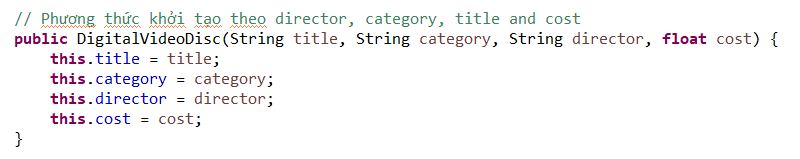 // Phương thức khởi tạo theo director, category, title and cost
public DigitalVideoDisc(String title, String category, String director, float cost) {
this.title = title;
this.category = category;
this.director = director;
this.cost = cost;
}